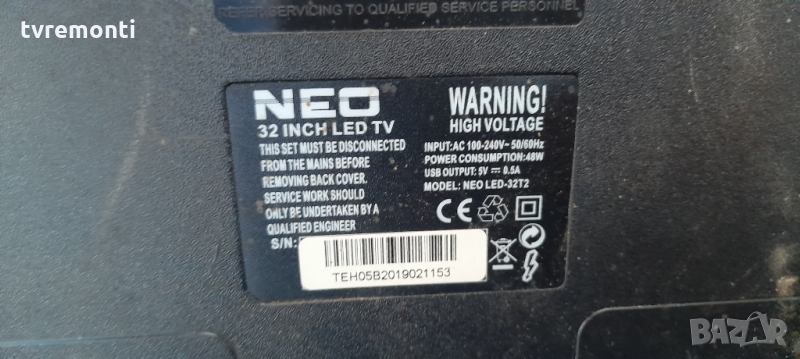 tvremonti
REFER SERVICING TO QUALIFIED SERVICE PERSONNEL
NEO
32 INCH LED TV
THIS SET MUST BE DISCONNECTED
FROM THE MAINS BEFORE
REMOVING BACK COVER.
SERVICE WORK SHOULD
ONLY BE UNDERTAKEN BY A
QUALIFIED ENGINEER
S/N:
TEH05B2019021153
WARNING!
HIGH VOLTAGE
INPUT:AC 100-240V~ 50/60Hz
POWER CONSUMPTION:48W
USB OUTPUT: 5V ⎓ 0.5A
MODEL: NEO LED-32T2
CE
BAZAR